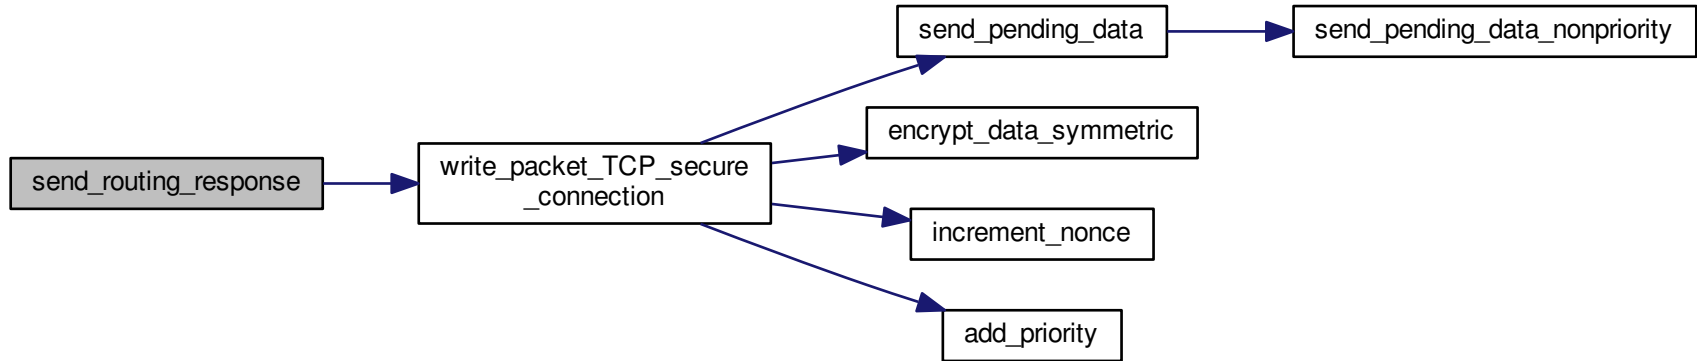 send_routing_response
write_packet_TCP_secure
_connection
send_pending_data
send_pending_data_nonpriority
encrypt_data_symmetric
increment_nonce
add_priority